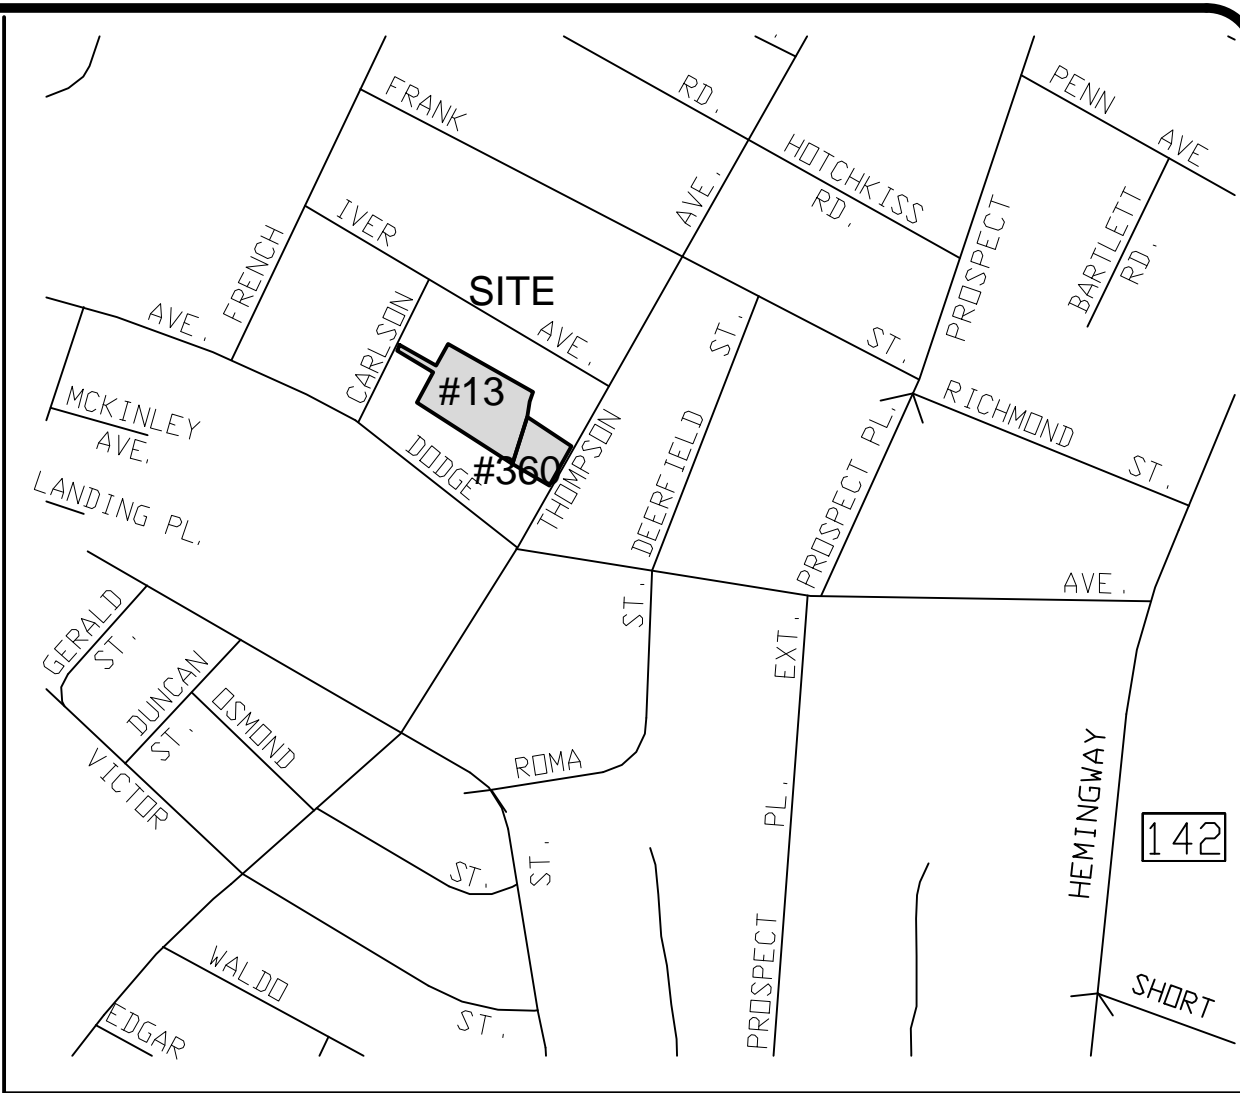 RD.
PENN
AVE
FRANK
HOTCHKISS
RD.
AVE.
BARTLETT
RD.
IVER
AVE.
FRENCH
PROSPECT
SITE
CARLSON
AVE.
ST.
ST.
#13
MCKINLEY
AVE.
RICHMOND
ST.
DODGE
#360
THOMPSON
DEERFIELD
PROSPECT PL.
LANDING PL.
AVE.
GERALD
ST.
ST.
EXT.
DUNCAN
ST.
OSMOND
VICTOR
ROMA
PL.
HEMINGWAY
142
ST.
ST.
PROSPECT
WALDO
ST.
EDGAR
SHORT